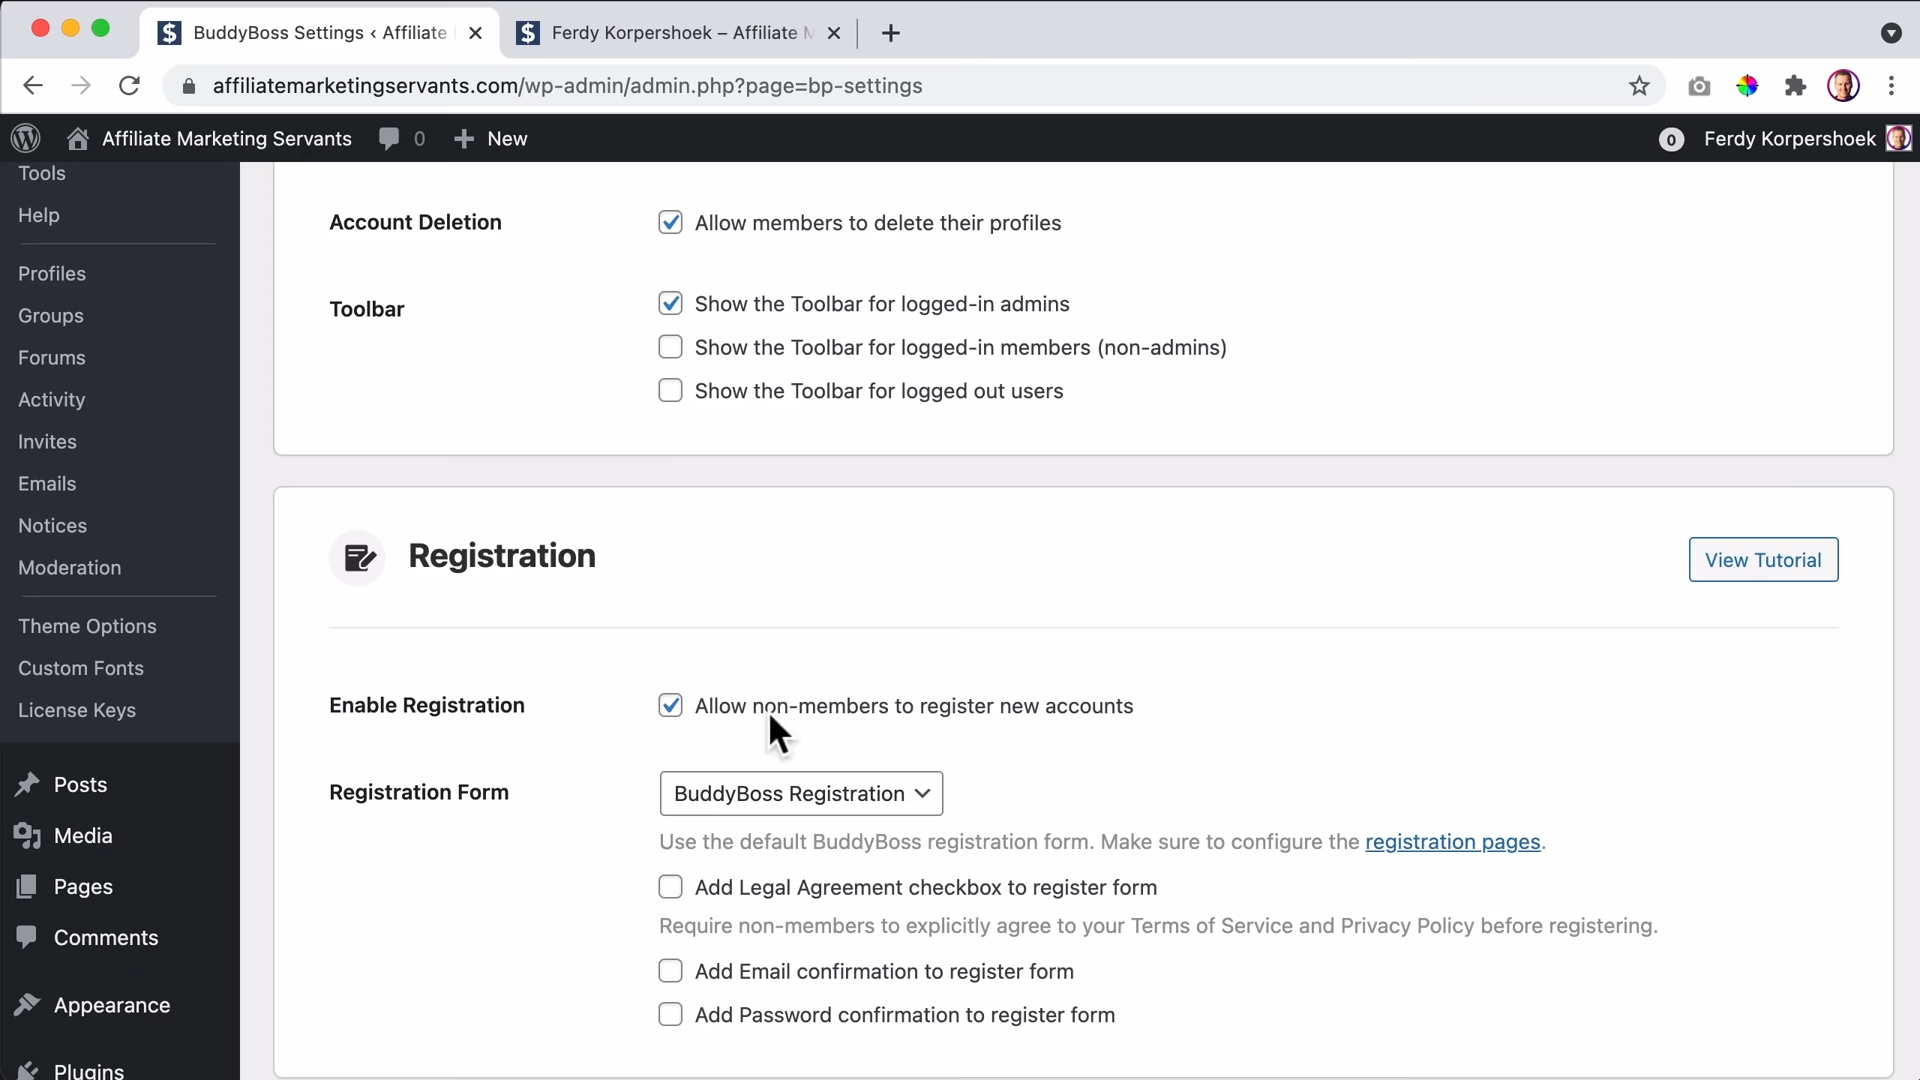 BuddyBoss Settings ‹ Affiliate
Ferdy Korpershoek – Affiliate M
affiliatemarketingservants.com/wp-admin/admin.php?page=bp-settings
Affiliate Marketing Servants
0
New
0
Ferdy Korpershoek
Tools
Help
Profiles
Groups
Forums
Activity
Invites
Emails
Notices
Moderation
Theme Options
Custom Fonts
License Keys
Posts
Media
Pages
Comments
Appearance
Plugins
Account Deletion
Allow members to delete their profiles
Toolbar
Show the Toolbar for logged-in admins
Show the Toolbar for logged-in members (non-admins)
Show the Toolbar for logged out users
Registration
View Tutorial
Enable Registration
Allow non-members to register new accounts
Registration Form
BuddyBoss Registration
Use the default BuddyBoss registration form. Make sure to configure the registration pages.
Add Legal Agreement checkbox to register form
Require non-members to explicitly agree to your Terms of Service and Privacy Policy before registering.
Add Email confirmation to register form
Add Password confirmation to register form